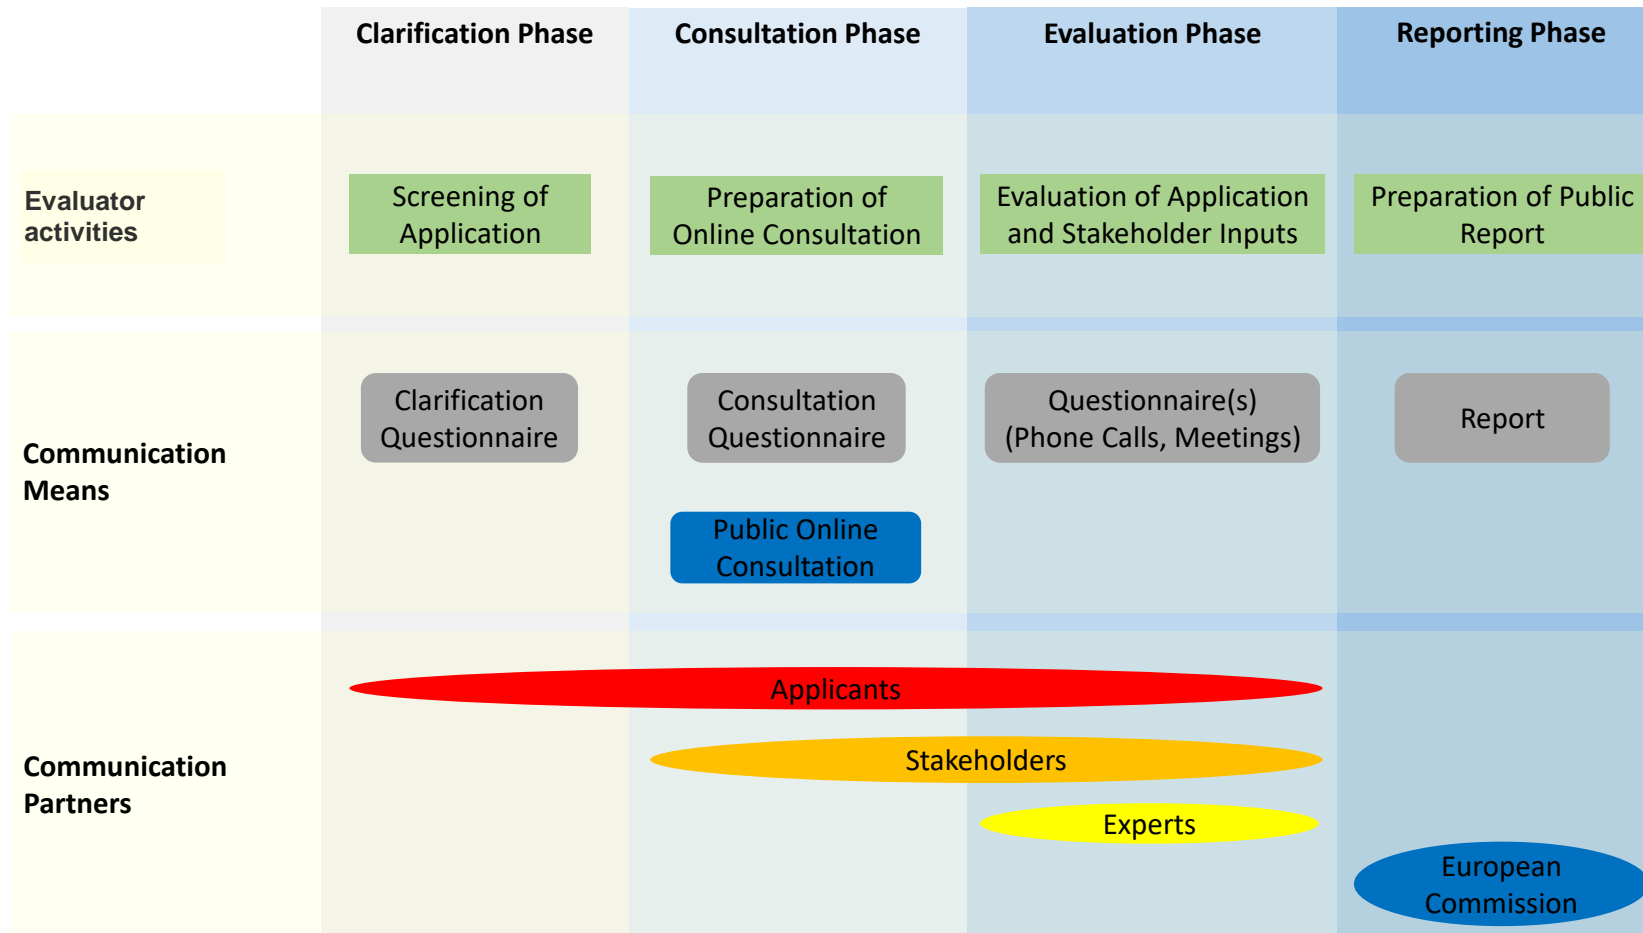 Clarification Phase
Consultation Phase
Evaluation Phase
Reporting Phase
Evaluator
activities
Screening of
Application
Preparation of
Online Consultation
Evaluation of Application
and Stakeholder Inputs
Preparation of Public
Report
Communication
Means
Clarification
Questionnaire
Consultation
Questionnaire
Questionnaire(s)
(Phone Calls, Meetings)
Report
Public Online
Consultation
Communication
Partners
Applicants
Stakeholders
Experts
European
Commission